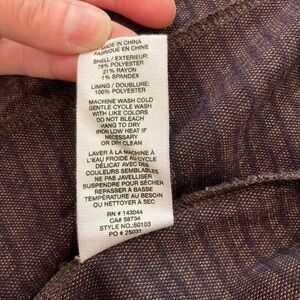 MADE IN CHINA
FABRIQUÉ EN CHINE
SHELL / EXTERIEUR:
78% POLYESTER
21% RAYON
1% SPANDEX
LINING / DOUBLURE:
100% POLYESTER
MACHINE WASH COLD
GENTLE CYCLE WASH
WITH LIKE COLORS
DO NOT BLEACH
HANG TO DRY
IRON LOW HEAT IF
NECESSARY
OR DRY CLEAN
LAVER À LA MACHINE À
L'EAU FROIDE AU CYCLE
DÉLICAT AVEC DES
COULEURS SEMBLABLES
NE PAS JAVELLISER
SUSPENDRE POUR SÉCHER
REPASSER À BASSE
TEMPÉRATURE AU BESOIN
OU NETTOYER À SEC
RN # 143044
CA# 58734
STYLE NO.:80103
PO # 25031